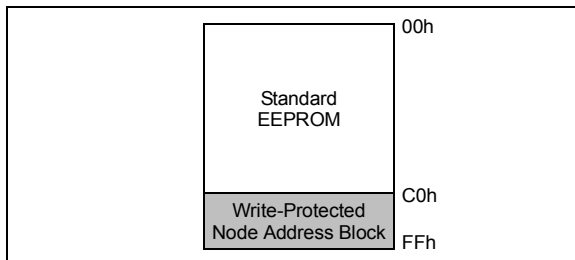 00h
Standard
EEPROM
C0h
Write-Protected
Node Address Block
FFh